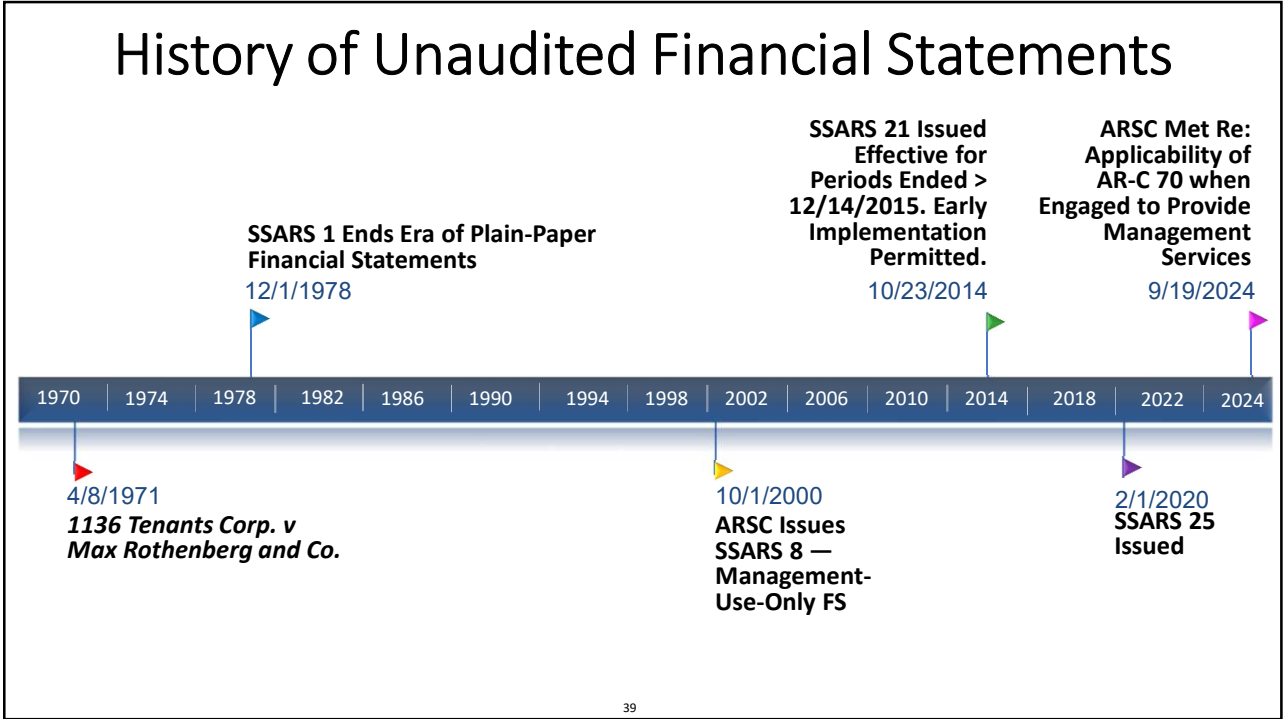 History of Unaudited Financial Statements
SSARS 21 Issued
Effective for
Periods Ended >
12/14/2015. Early
Implementation
Permitted.
10/23/2014
ARSC Met Re:
Applicability of
AR-C 70 when
Engaged to Provide
Management
Services
9/19/2024
SSARS 1 Ends Era of Plain-Paper
Financial Statements
12/1/1978
1970 1974 1978 1982 1986 1990 1994 1998 2002 2006 2010 2014 2018 2022 2024
4/8/1971
1136 Tenants Corp. v
Max Rothenberg and Co.
10/1/2000
ARSC Issues
SSARS 8 —
Management-
Use-Only FS
2/1/2020
SSARS 25
Issued
39